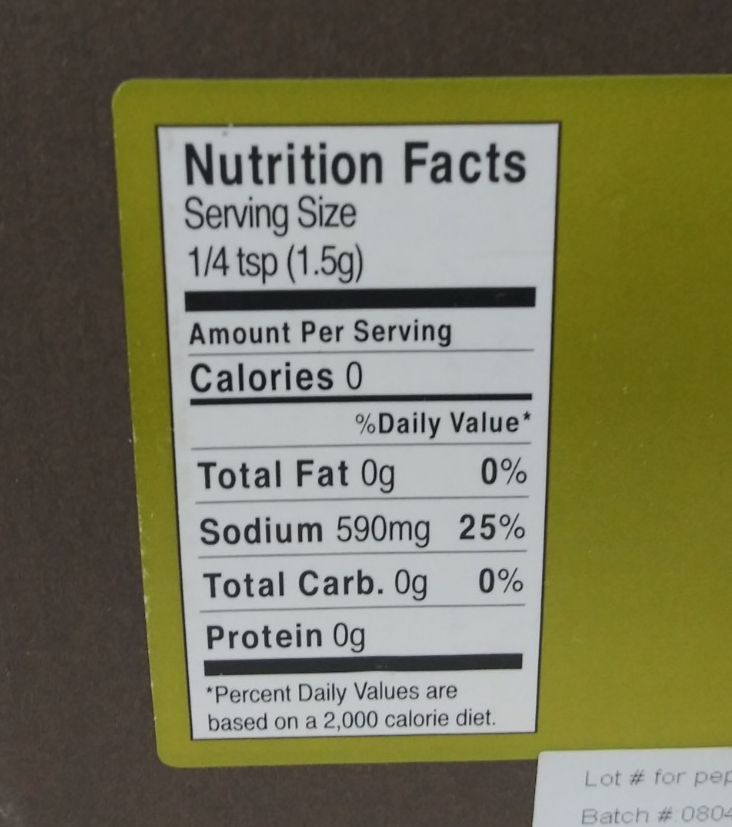 Nutrition Facts
Serving Size
1/4 tsp (1.5g)
Amount Per Serving
Calories 0
%Daily Value*
Total Fat 0g 0%
Sodium 590mg 25%
Total Carb. 0g 0%
Protein 0g
*Percent Daily Values are
based on a 2,000 calorie diet.
Lot # for
Batch #: